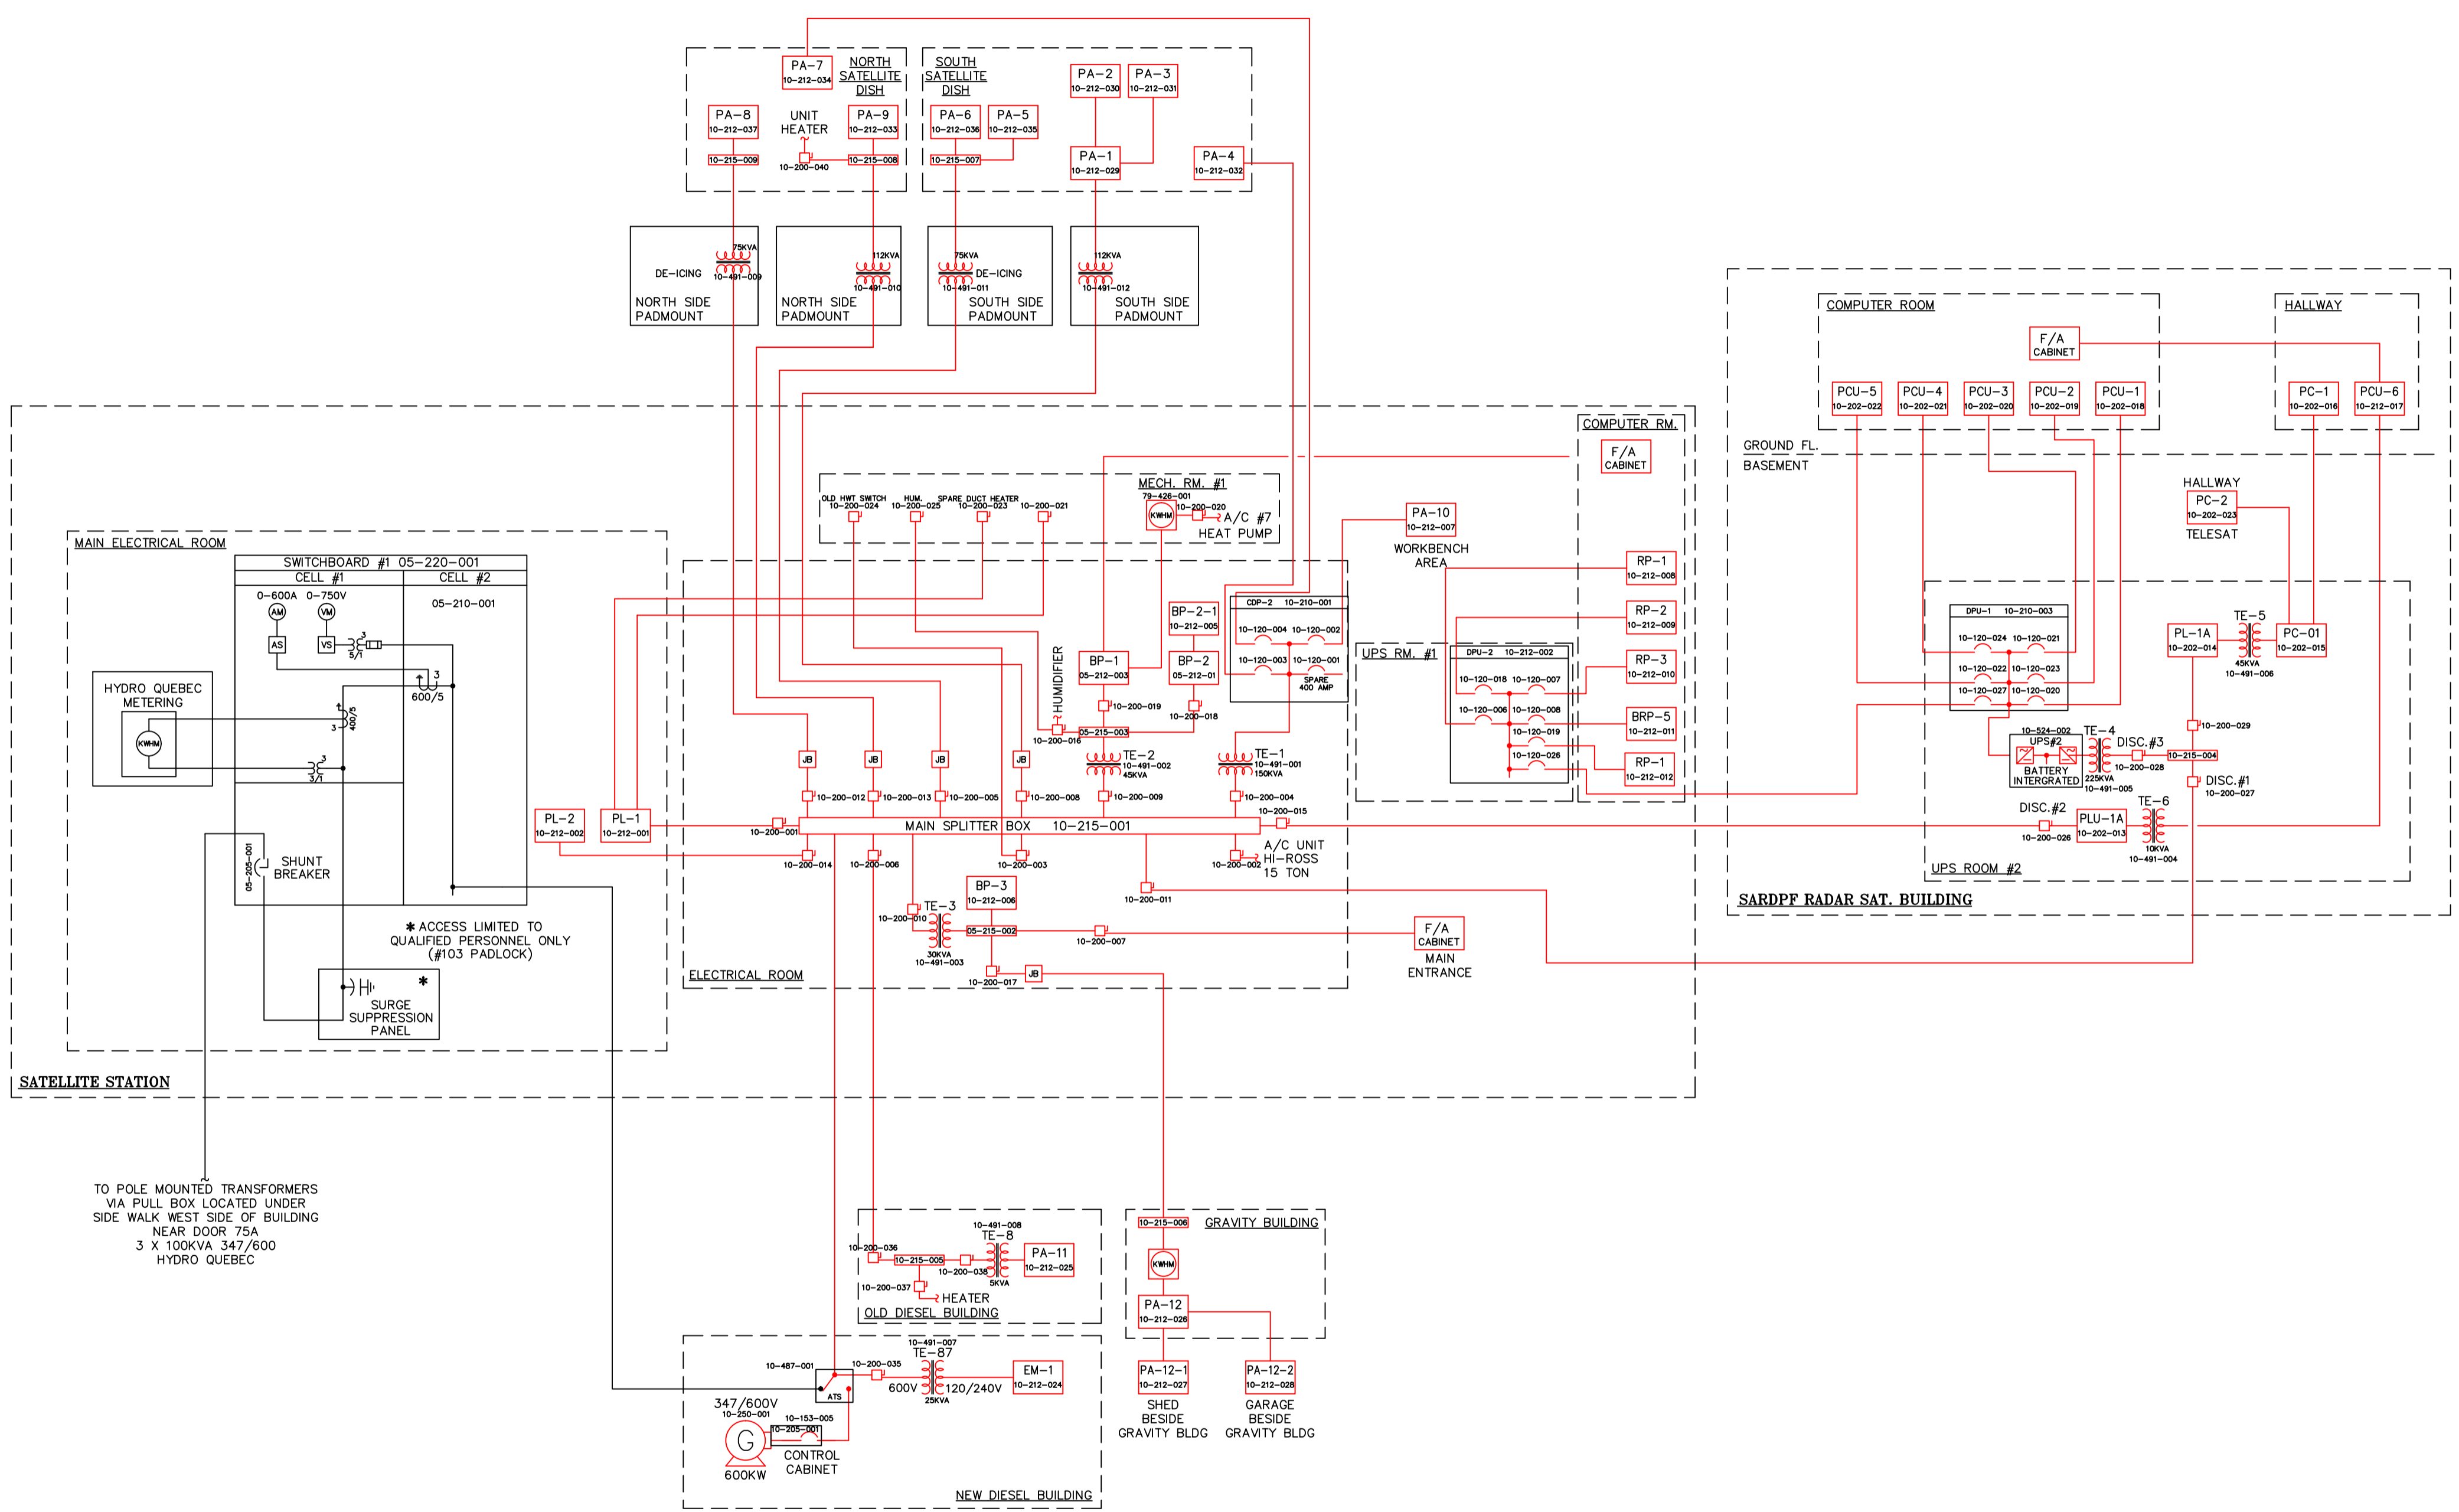 PA-7
10-212-034
NORTH
SATELLITE
DISH
PA-8
10-212-037
UNIT
HEATER
PA-9
10-212-033
10-215-009
10-200-040
10-215-008
SOUTH
SATELLITE
DISH
PA-6
10-212-036
PA-5
10-212-035
10-215-007
PA-2
10-212-030
PA-3
10-212-031
PA-1
10-212-029
PA-4
10-212-032
75KVA
10-491-009
DE-ICING
NORTH SIDE
PADMOUNT
112KVA
10-491-010
NORTH SIDE
PADMOUNT
75KVA
DE-ICING
10-491-011
SOUTH SIDE
PADMOUNT
112KVA
10-491-012
SOUTH SIDE
PADMOUNT
COMPUTER ROOM
F/A
CABINET
PCU-5
10-202-022
PCU-4
10-202-021
PCU-3
10-202-020
PCU-2
10-202-019
PCU-1
10-202-018
HALLWAY
PC-1
10-202-016
PCU-6
10-212-017
GROUND FL.
BASEMENT
HALLWAY
PC-2
10-202-023
TELESAT
DPU-1 10-210-003
10-120-024 10-120-021
10-120-022 10-120-023
10-120-027 10-120-020
PL-1A
10-202-014
TE-5
45KVA
10-491-006
PC-01
10-202-015
10-200-029
10-524-002
UPS#2
BATTERY
INTERGRATED
TE-4
225KVA
10-491-005
DISC.#3
10-200-028
10-215-004
DISC.#1
10-200-027
DISC.#2
10-200-026
PLU-1A
10-202-013
TE-6
10KVA
10-491-004
UPS ROOM #2
SARDPF RADAR SAT. BUILDING
COMPUTER RM.
F/A
CABINET
RP-1
10-212-008
RP-2
10-212-009
RP-3
10-212-010
BRP-5
10-212-011
RP-1
10-212-012
PA-10
10-212-007
WORKBENCH
AREA
UPS RM. #1
DPU-2 10-212-002
10-120-018 10-120-007
10-120-006 10-120-008
10-120-019
10-120-026
MECH. RM. #1
OLD HWT SWITCH
10-200-024
HUM.
10-200-025
SPARE DUCT HEATER
10-200-023
10-200-021
79-426-001
KWHM
10-200-020
A/C #7
HEAT PUMP
MAIN ELECTRICAL ROOM
SWITCHBOARD #1 05-220-001
CELL #1
CELL #2
0-600A
0-750V
AM
VM
AS
VS
3
5/1
05-210-001
3
600/5
3
400/5
3
3/1
HYDRO QUEBEC
METERING
KWHM
05-205-001
SHUNT
BREAKER
* ACCESS LIMITED TO
QUALIFIED PERSONNEL ONLY
(#103 PADLOCK)
*
SURGE
SUPPRESSION
PANEL
SATELLITE STATION
TO POLE MOUNTED TRANSFORMERS
VIA PULL BOX LOCATED UNDER
SIDE WALK WEST SIDE OF BUILDING
NEAR DOOR 75A
3 X 100KVA 347/600
HYDRO QUEBEC
PL-2
10-212-002
PL-1
10-212-001
BP-2-1
10-212-005
BP-1
05-212-003
BP-2
05-212-01
HUMIDIFIER
10-200-016
10-200-019
10-200-018
05-215-003
CDP-2 10-210-001
10-120-004 10-120-002
10-120-003 10-120-001
SPARE
400 AMP
TE-2
10-491-002
45KVA
TE-1
10-491-001
150KVA
JB
JB
JB
JB
10-200-012
10-200-013
10-200-005
10-200-008
10-200-009
10-200-004
10-200-015
10-200-001
MAIN SPLITTER BOX 10-215-001
10-200-014
10-200-006
10-200-003
10-200-002
A/C UNIT
HI-ROSS
15 TON
10-200-011
BP-3
10-212-006
10-200-010
TE-3
30KVA
10-491-003
05-215-002
10-200-007
10-200-017
JB
F/A
CABINET
MAIN
ENTRANCE
ELECTRICAL ROOM
10-200-036
10-215-005
10-200-038
10-491-008
TE-8
5KVA
PA-11
10-212-025
10-200-037
HEATER
OLD DIESEL BUILDING
10-215-006
GRAVITY BUILDING
KWHM
PA-12
10-212-026
PA-12-1
10-212-027
SHED
BESIDE
GRAVITY BLDG
PA-12-2
10-212-028
GARAGE
BESIDE
GRAVITY BLDG
10-487-001
ATS
10-200-035
10-491-007
TE-87
600V
120/240V
25KVA
EM-1
10-212-024
347/600V
10-250-001
G
600KW
10-153-005
10-205-001
CONTROL
CABINET
NEW DIESEL BUILDING